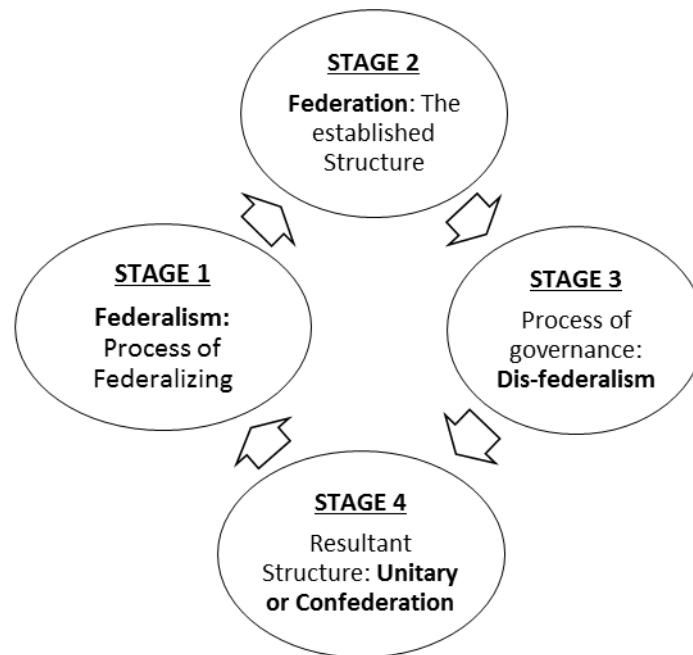 STAGE 2
Federation: The
established
Structure
STAGE 1
Federalism:
Process of
Federalizing
STAGE 3
Process of
governance:
Dis-federalism
STAGE 4
Resultant
Structure: Unitary
or Confederation